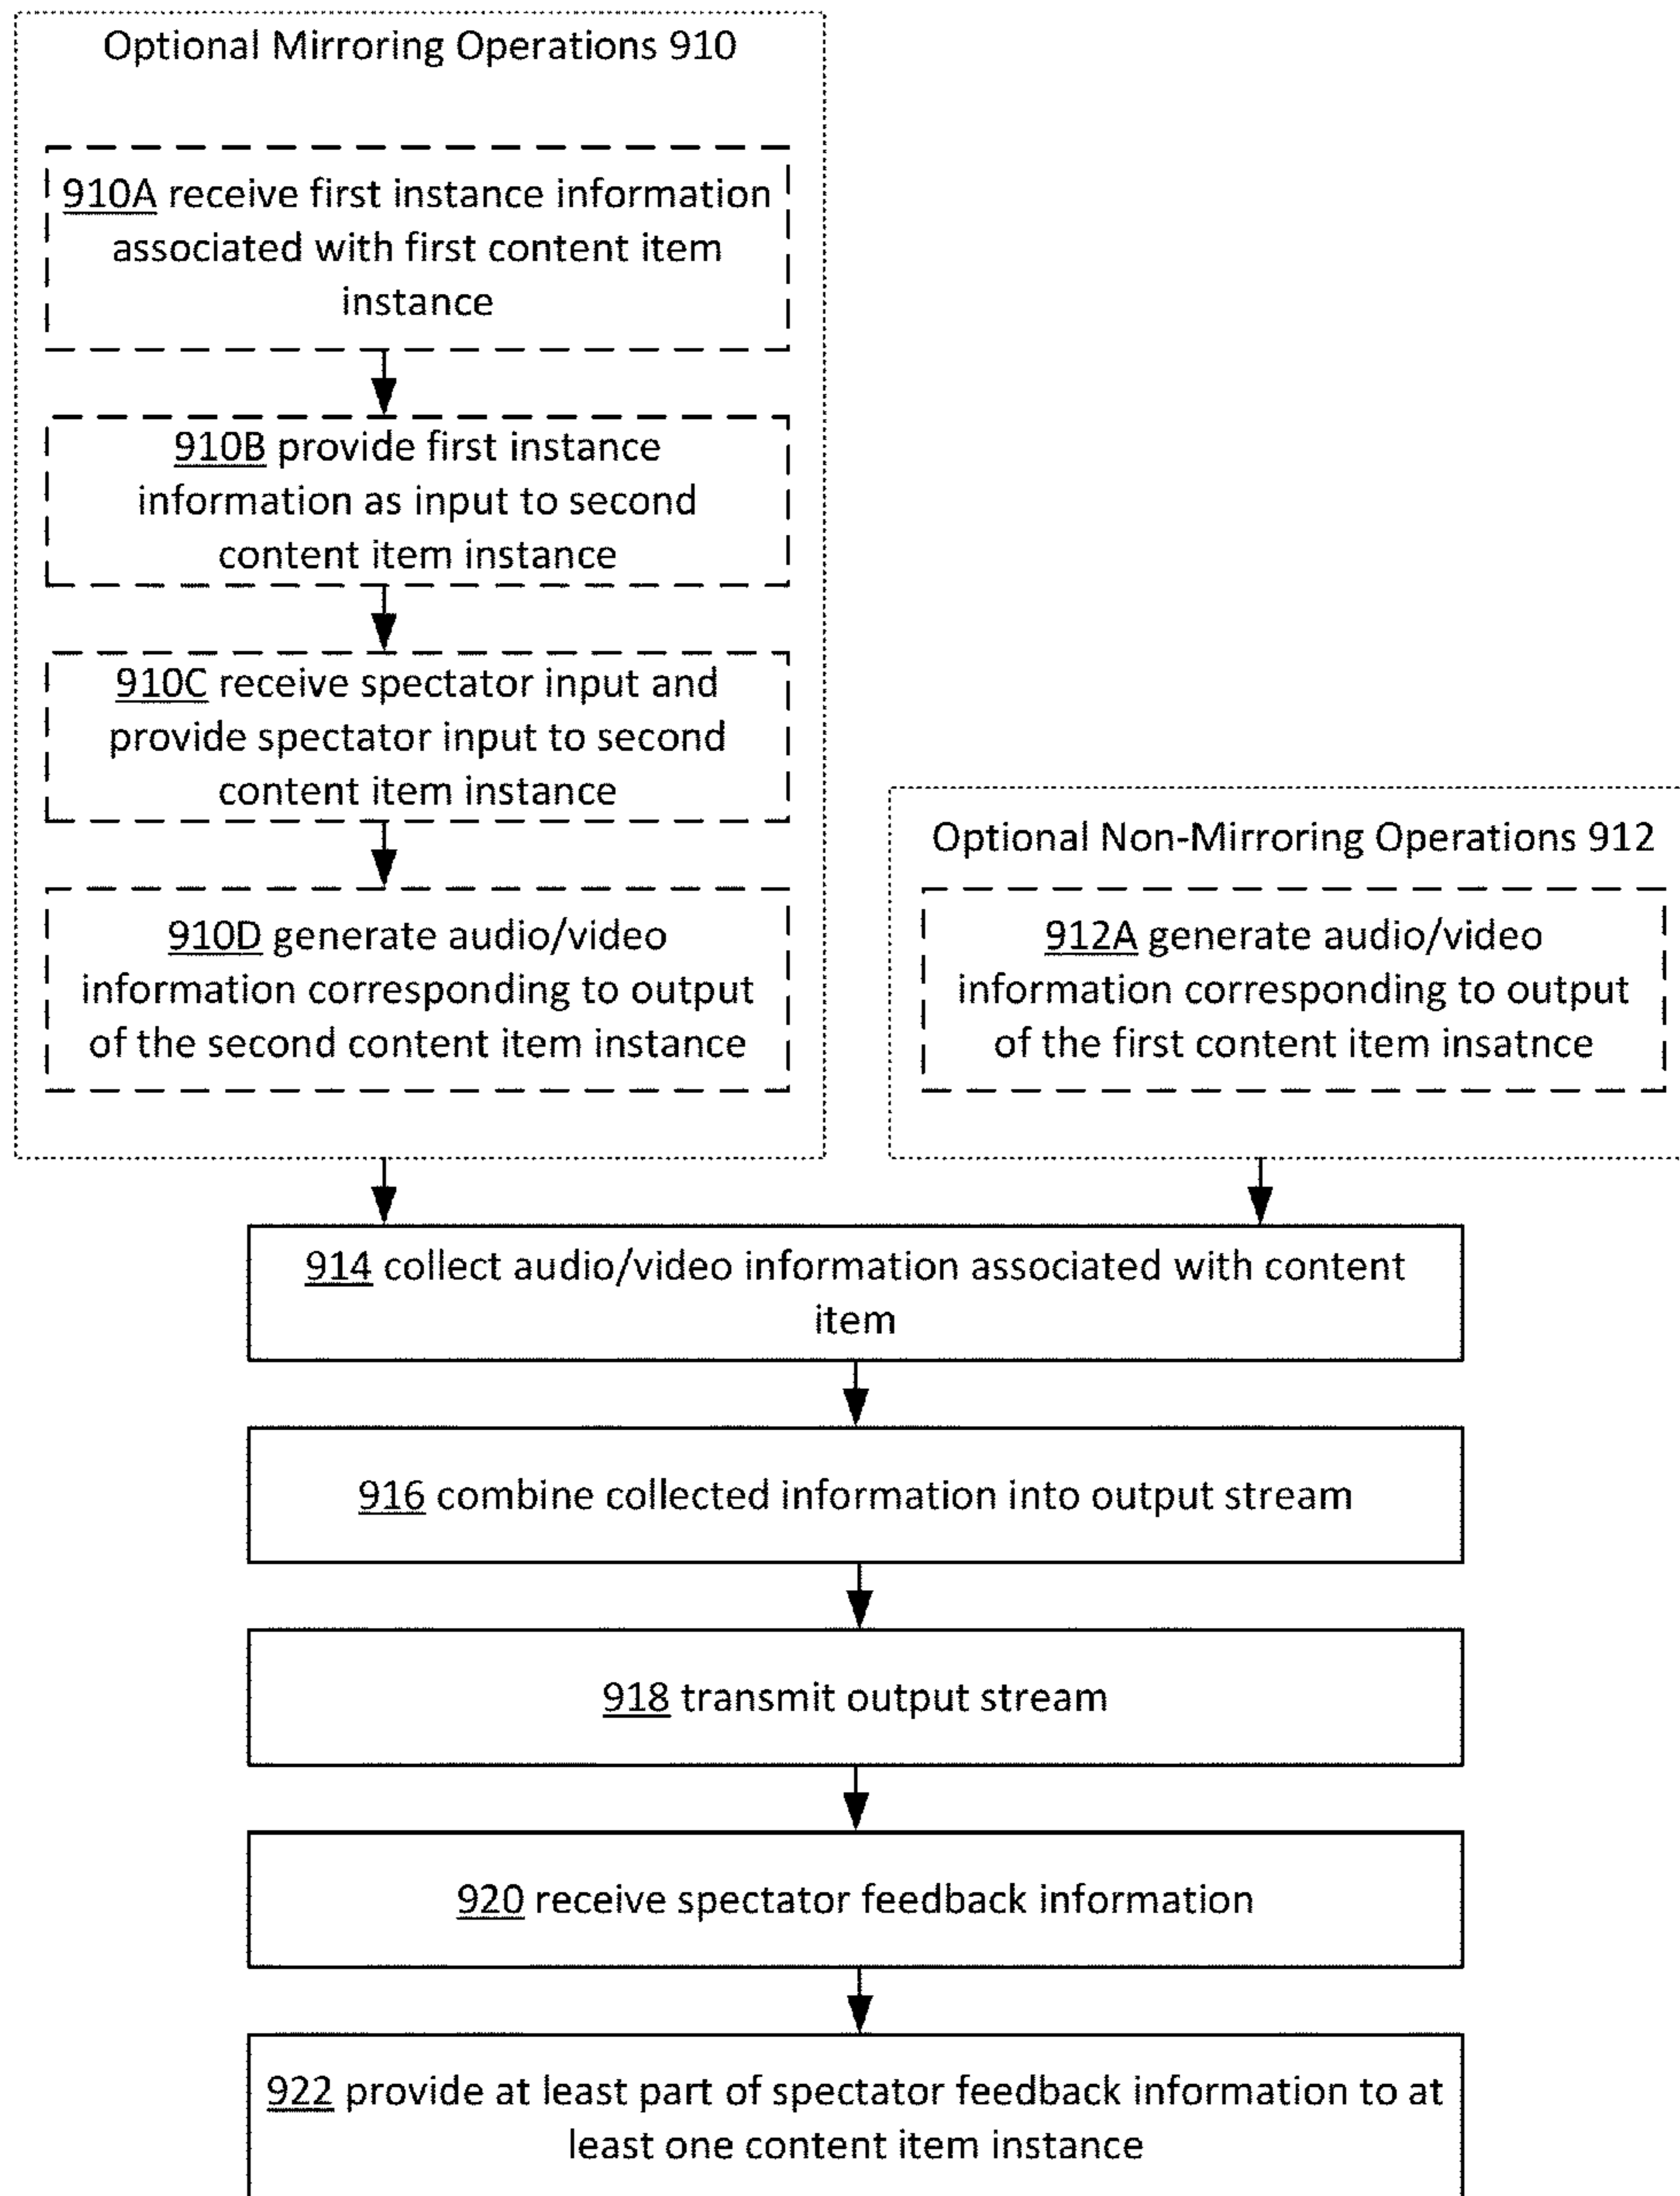 Optional Mirroring Operations 910
910A receive first instance information
associated with first content item
instance
910B provide first instance
information as input to second
content item instance
910C receive spectator input and
provide spectator input to second
content item instance
910D generate audio/video
information corresponding to output
of the second content item instance
Optional Non-Mirroring Operations 912
912A generate audio/video
information corresponding to output
of the first content item insatnce
914 collect audio/video information associated with content
item
916 combine collected information into output stream
918 transmit output stream
920 receive spectator feedback information
922 provide at least part of spectator feedback information to at
least one content item instance